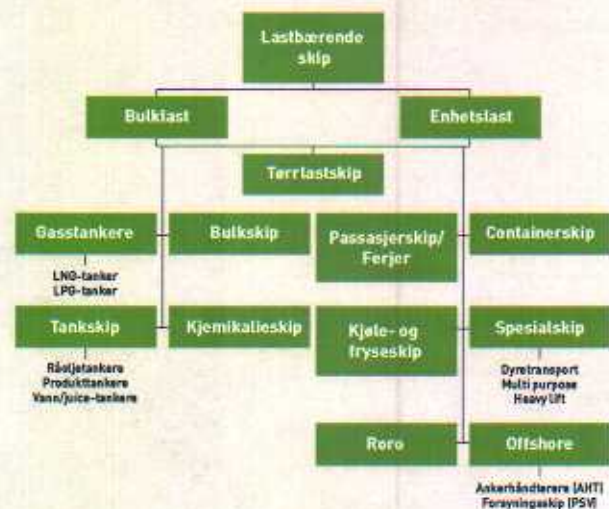 Lastbærende
skip
Bulklast
Enhetslast
Tørrlastskip
Gasstankere
LNG-tanker
LPG-tanker
Bulkskip
Passasjerskip/
Ferjer
Containerskip
Tankskip
Råoljetankere
Produkttankere
Vann/juice-tankere
Kjemikalieskip
Kjøle- og
fryseskip
Spesialskip
Dyretransport
Multi purpose
Heavy lift
Roro
Offshore
Ankerhåndterere (AHT)
Forsyningsskip (PSV)